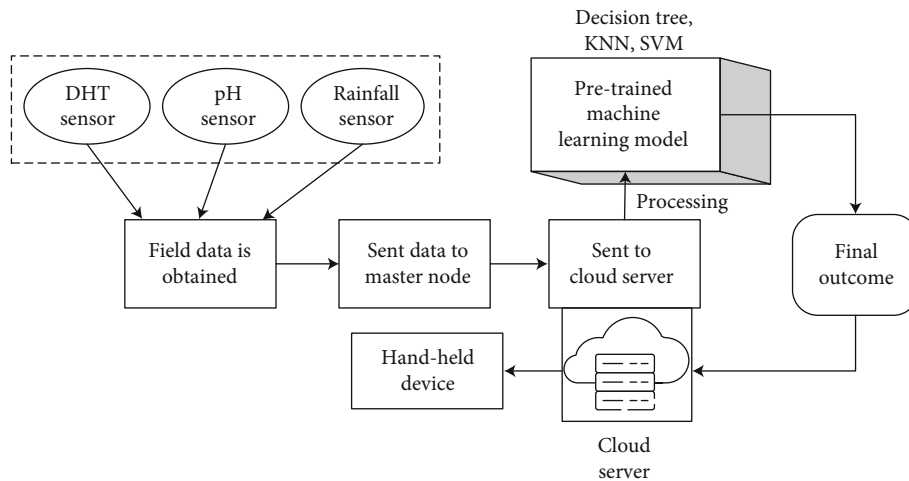 Decision tree,
KNN, SVM
DHT
sensor
pH
sensor
Rainfall
sensor
Pre-trained
machine
learning model
Processing
Field data is
obtained
Sent data to
master node
Sent to
cloud server
Final
outcome
Hand-held
device
Cloud
server